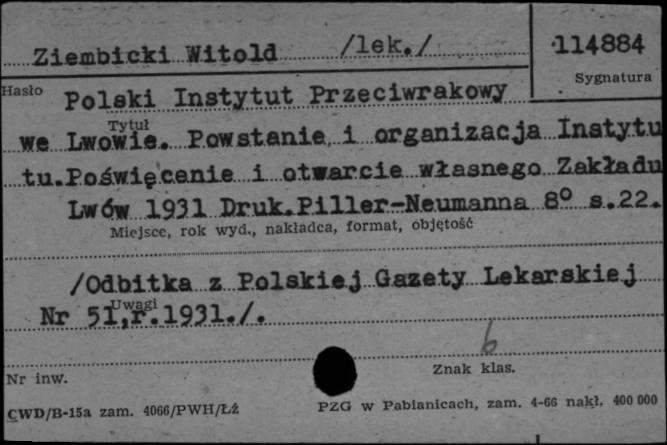 Ziembicki Witold /lek./ 114884
Sygnatura
Hasło
Polski Instytut Przeciwrakowy
Tytuł
we Lwowie. Powstanie i organizacja Instytu
tu.Poświęcenie i otwarcie własnego Zakładu
Lwów 1931 Druk.Piller-Neumanna 8° s.22.
Miejsce, rok wyd., nakładca, format, objętość
/Odbitka z Polskiej Gazety Lekarskiej
Uwagi
Nr 51,r.1931./.
6
Nr inw. Znak klas.
CWD/B-15a zam. 4066/PWH/Łź PZG w Pabianicach, zam. 4-66 nakł. 400 000